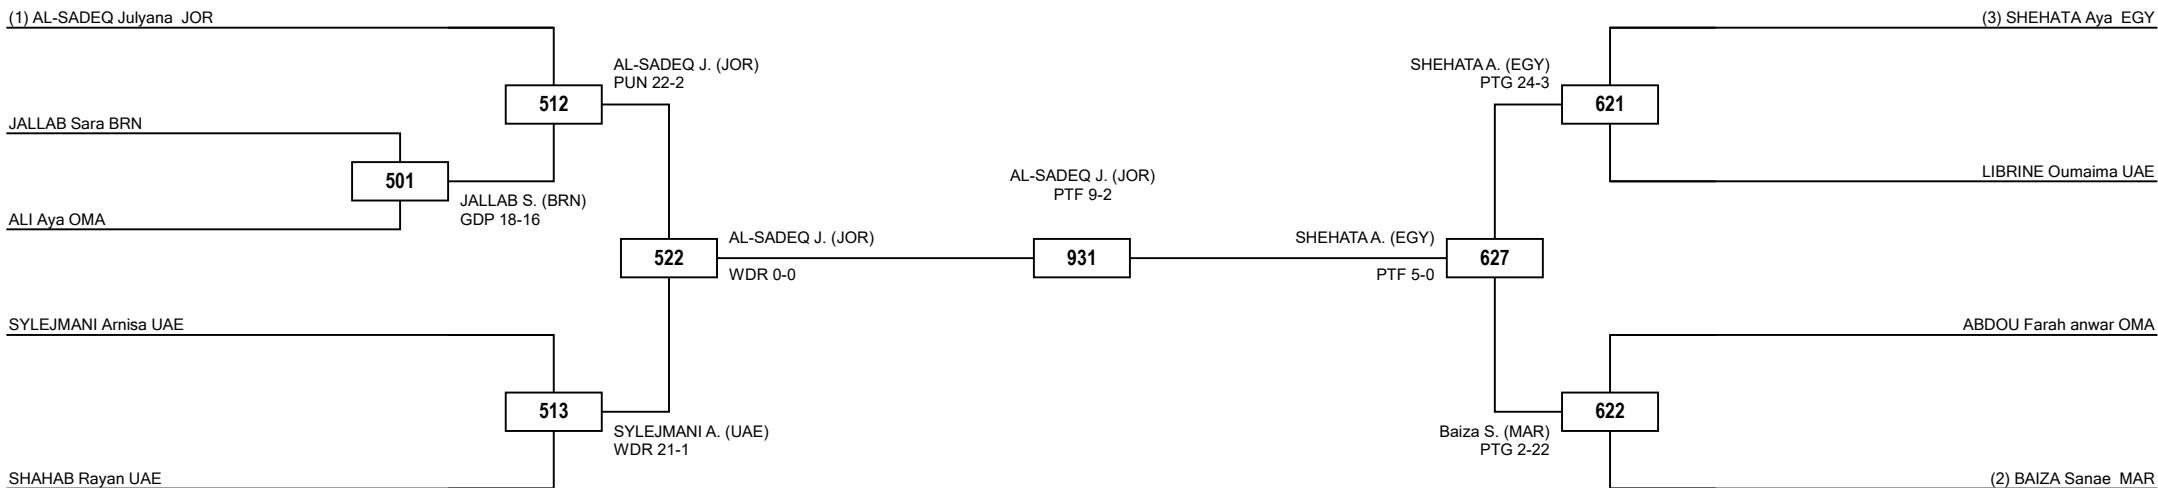 (1) AL-SADEQ Julyana JOR
(3) SHEHATA Aya EGY
AL-SADEQ J. (JOR)
PUN 22-2
SHEHATA A. (EGY)
PTG 24-3
512
621
JALLAB Sara BRN
501
JALLAB S. (BRN)
GDP 18-16
LIBRINE Oumaima UAE
ALI Aya OMA
AL-SADEQ J. (JOR)
PTF 9-2
AL-SADEQ J. (JOR)
WDR 0-0
522
931
SHEHATA A. (EGY)
PTF 5-0
627
SYLEJMANI Arnisa UAE
ABDOU Farah anwar OMA
513
622
SYLEJMANI A. (UAE)
WDR 21-1
Baiza S. (MAR)
PTG 2-22
SHAHAB Rayan UAE
(2) BAIZA Sanae MAR